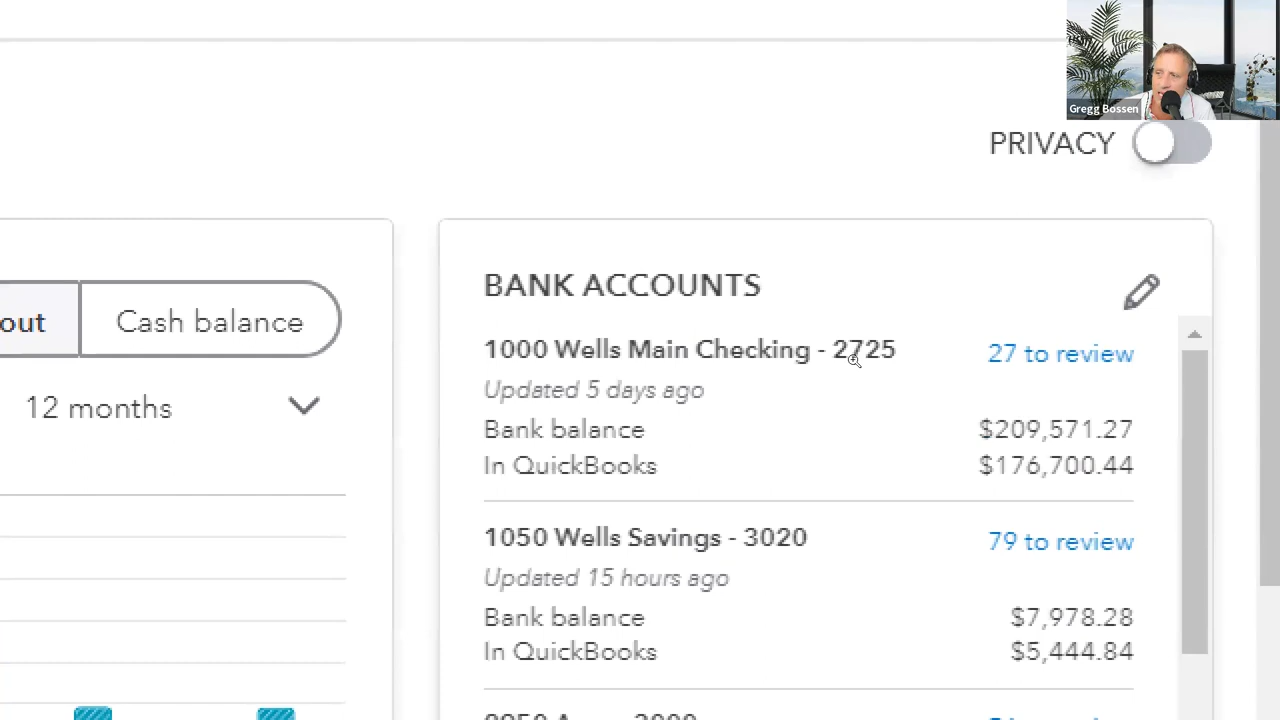 Gregg Bossen
PRIVACY
out
Cash balance
12 months
BANK ACCOUNTS
1000 Wells Main Checking - 2725
27 to review
Updated 5 days ago
Bank balance
$209,571.27
In QuickBooks
$176,700.44
1050 Wells Savings - 3020
79 to review
Updated 15 hours ago
Bank balance
$7,978.28
In QuickBooks
$5,444.84